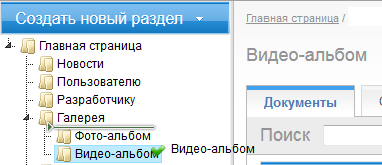 Создать новый раздел
Главная страница
Новости
Пользователю
Разработчику
Галерея
Фото-альбом
Видео-альбом
Видео-альбом
Главная страница /
Видео-альбом
Документы
Поиск